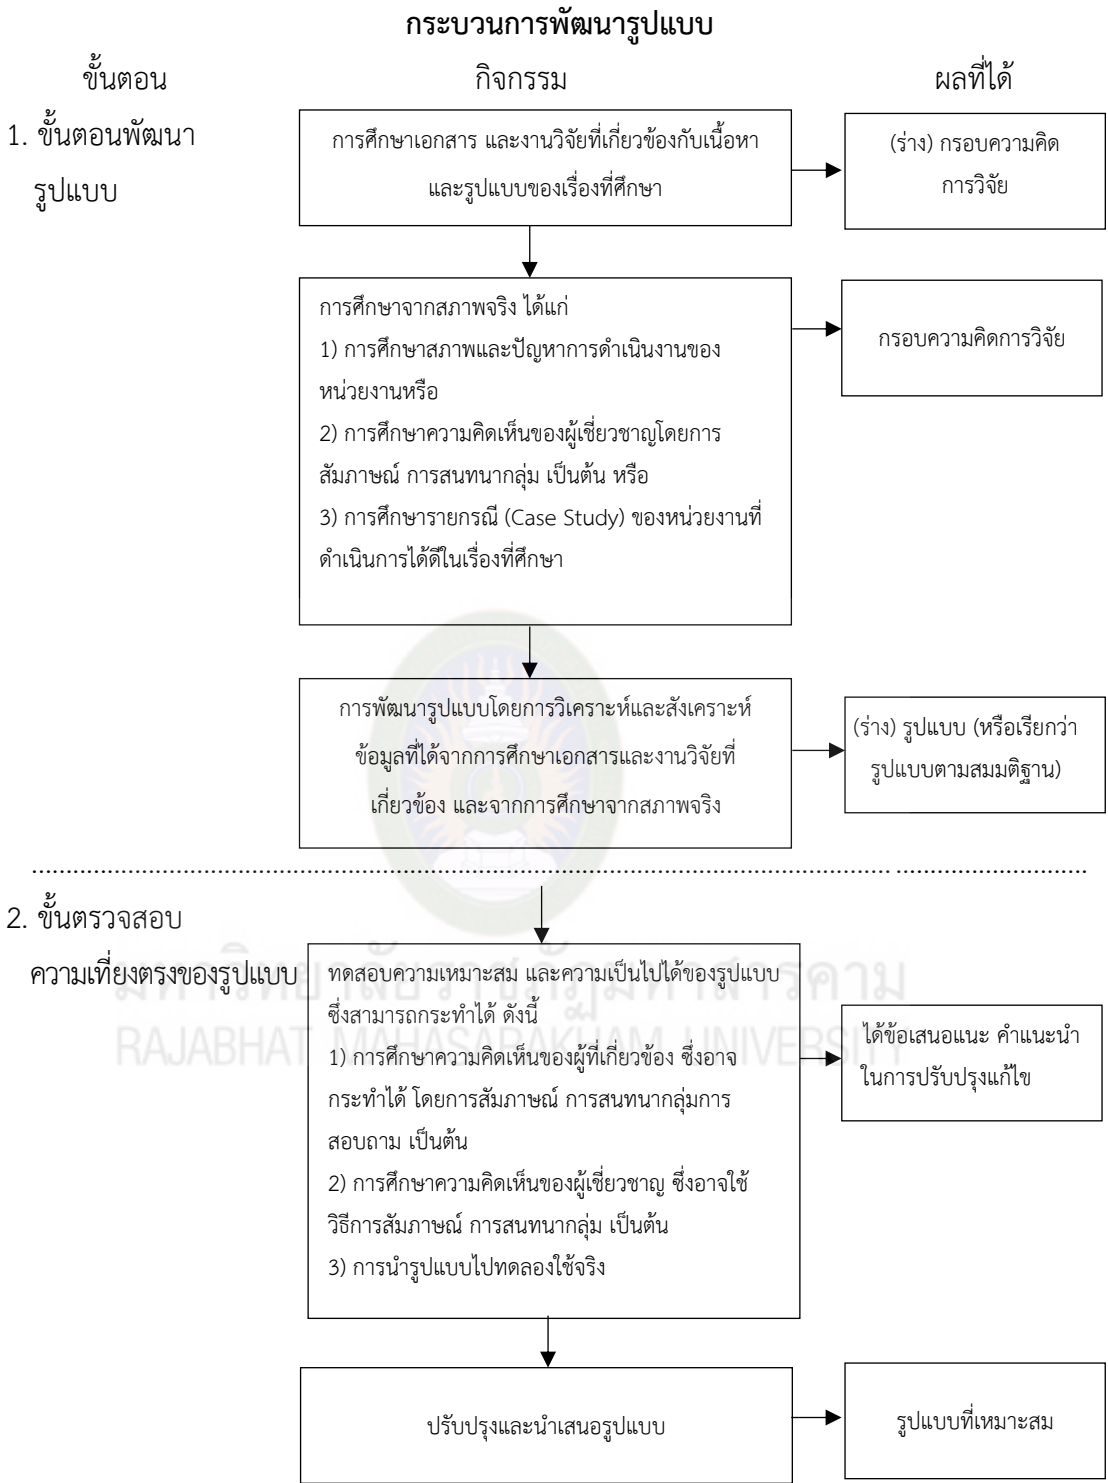 กระบวนการพัฒนารูปแบบ
ขั้นตอน
กิจกรรม
ผลที่ได้
1. ขั้นตอนพัฒนา
รูปแบบ
การศึกษาเอกสาร และงานวิจัยที่เกี่ยวข้องกับเนื้อหา
และรูปแบบของเรื่องที่ศึกษา
(ร่าง) กรอบความคิด
การวิจัย
การศึกษาจากสภาพจริง ได้แก่
1) การศึกษาสภาพและปัญหาการดำเนินงานของ
หน่วยงานหรือ
2) การศึกษาความคิดเห็นของผู้เชี่ยวชาญโดยการ
สัมภาษณ์ การสนทนากลุ่ม เป็นต้น หรือ
3) การศึกษารายกรณี (Case Study) ของหน่วยงานที่
ดำเนินการได้ดีในเรื่องที่ศึกษา
กรอบความคิดการวิจัย
การพัฒนารูปแบบโดยการวิเคราะห์และสังเคราะห์
ข้อมูลที่ได้จากการศึกษาเอกสารและงานวิจัยที่
เกี่ยวข้อง และจากการศึกษาจากสภาพจริง
(ร่าง) รูปแบบ (หรือเรียกว่า
รูปแบบตามสมมติฐาน)
2. ขั้นตรวจสอบ
ความเที่ยงตรงของรูปแบบ
ทดสอบความเหมาะสม และความเป็นไปได้ของรูปแบบ
ซึ่งสามารถกระทำได้ ดังนี้
1) การศึกษาความคิดเห็นของผู้ที่เกี่ยวข้อง ซึ่งอาจ
กระทำได้ โดยการสัมภาษณ์ การสนทนากลุ่มการ
สอบถาม เป็นต้น
2) การศึกษาความคิดเห็นของผู้เชี่ยวชาญ ซึ่งอาจใช้
วิธีการสัมภาษณ์ การสนทนากลุ่ม เป็นต้น
3) การนำรูปแบบไปทดลองใช้จริง
ได้ข้อเสนอแนะ คำแนะนำ
ในการปรับปรุงแก้ไข
ปรับปรุงและนำเสนอรูปแบบ
รูปแบบที่เหมาะสม
มหาวิทยาลัยราชภัฏมหาสารคาม
RAJABHAT MAHASARAKHAM UNIVERSITY